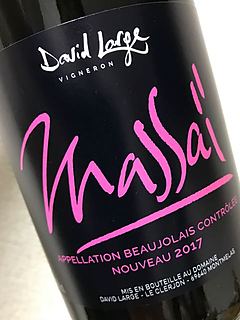 David Large
VIGNERON
Massaï
APPELLATION BEAUJOLAIS CONTRÔLÉE
NOUVEAU 2017
MIS EN BOUTEILLE AU DOMAINE
DAVID LARGE - LE CLERJON - 69640 MONTMELAS